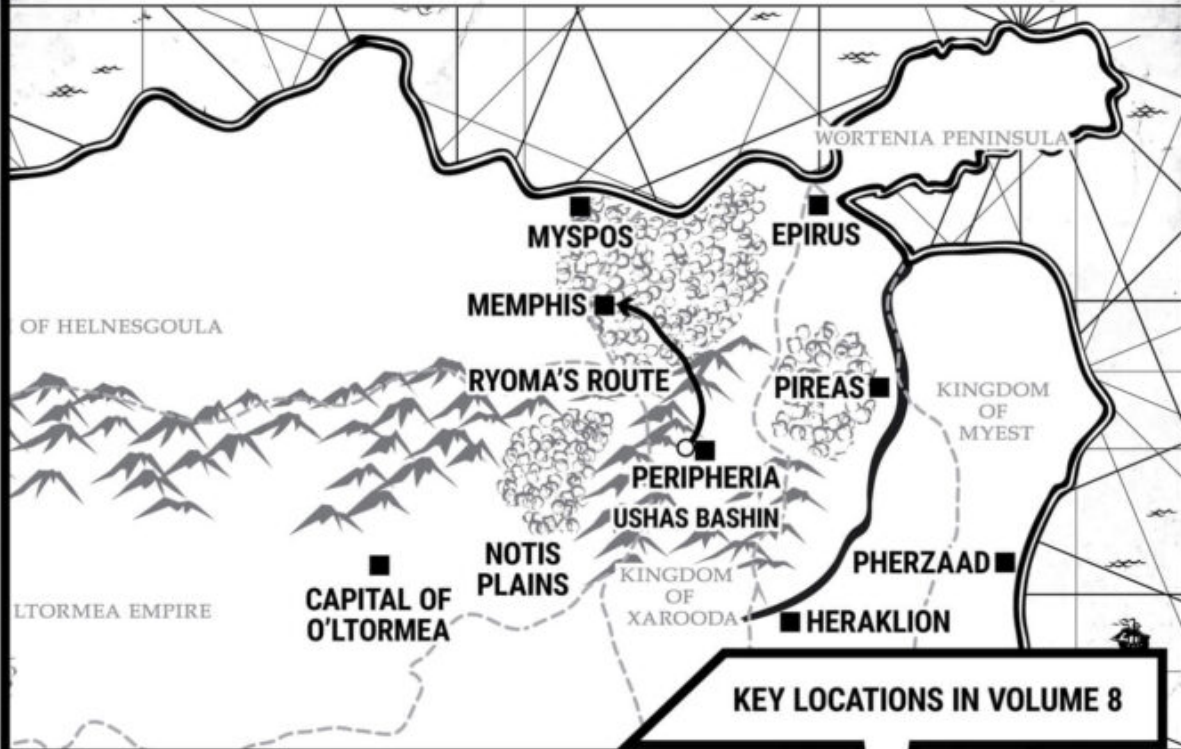 WORTENIA PENINSULA
MYSPOS
EPIRUS
MEMPHIS
OF HELNESGOULA
RYOMA'S ROUTE
PIREAS
KINGDOM
OF
MYEST
PERIPHERIA
USHAS BASHIN
NOTIS
PLAINS
PHERZAAD
KINGDOM
OF
XAROODA
CAPITAL OF
O'LTORMEA
LTORMEA EMPIRE
HERAKLION
KEY LOCATIONS IN VOLUME 8